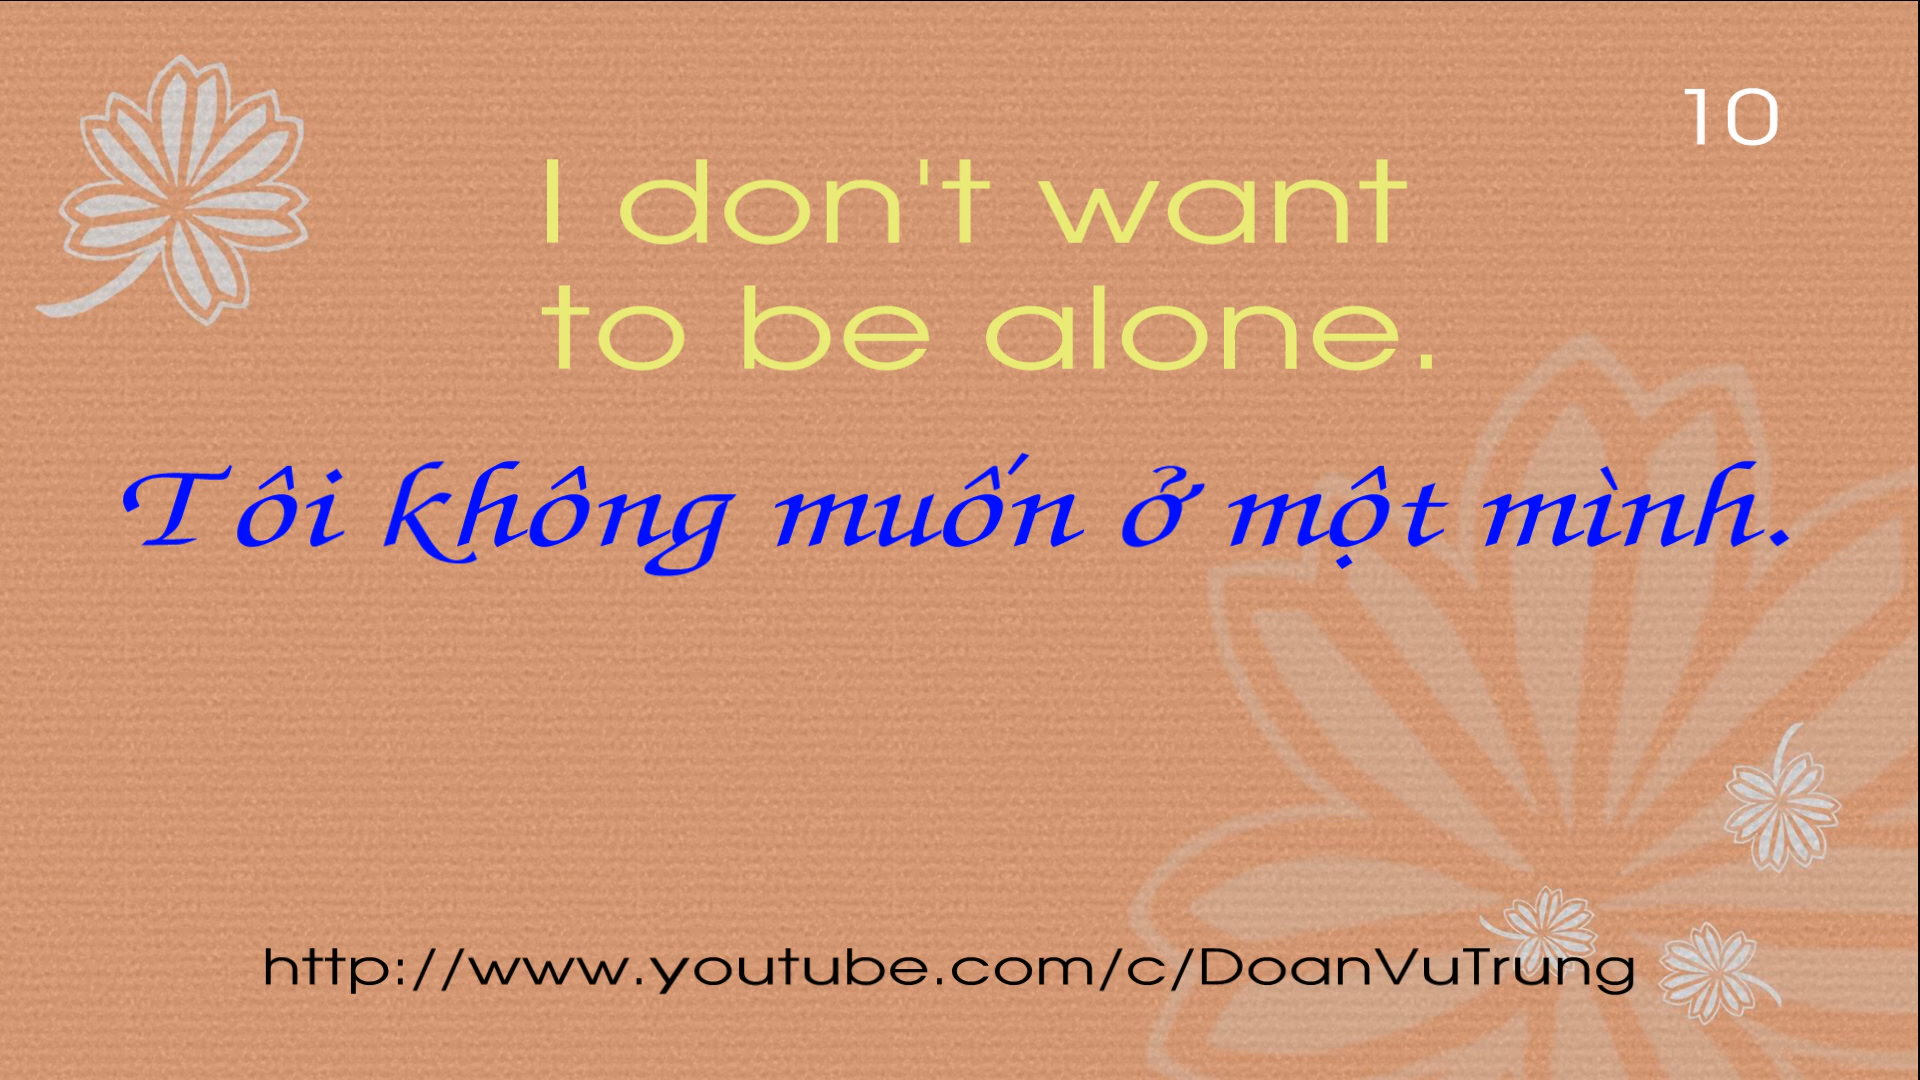 10
I don't want
to be alone.
Tôi không muốn ở một mình.
http://www.youtube.com/c/DoanVuTrung